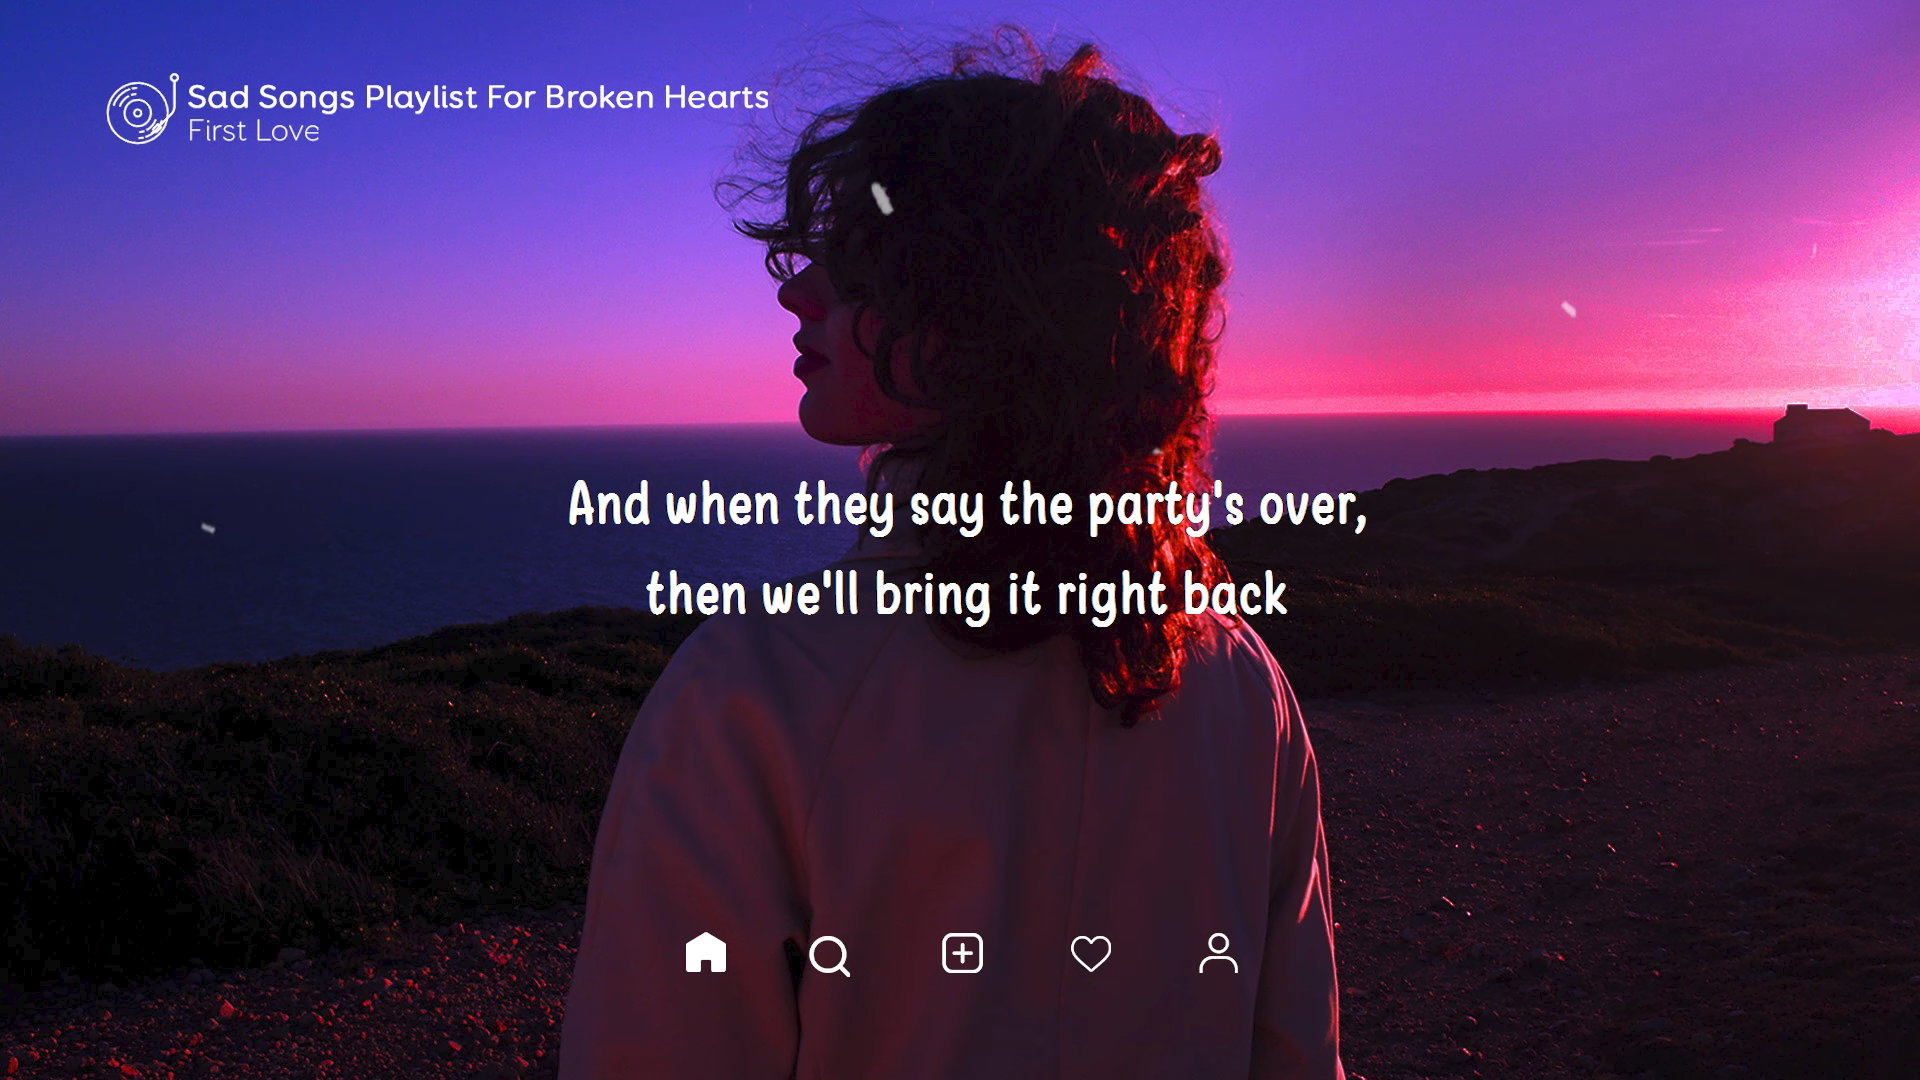 Sad Songs Playlist For Broken Hearts
First Love
And when they say the party's over,
then we'll bring it right back